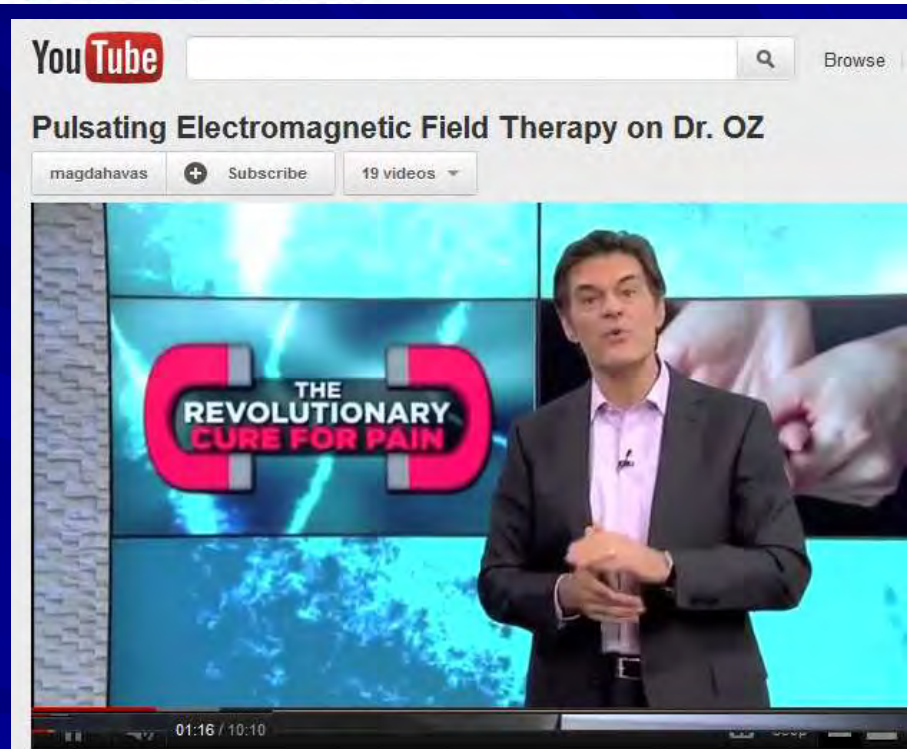 YouTube
Browse
Pulsating Electromagnetic Field Therapy on Dr. OZ
magdahavas
Subscribe
19 videos
THE
REVOLUTIONARY
CURE FOR PAIN
01:16 / 10:10